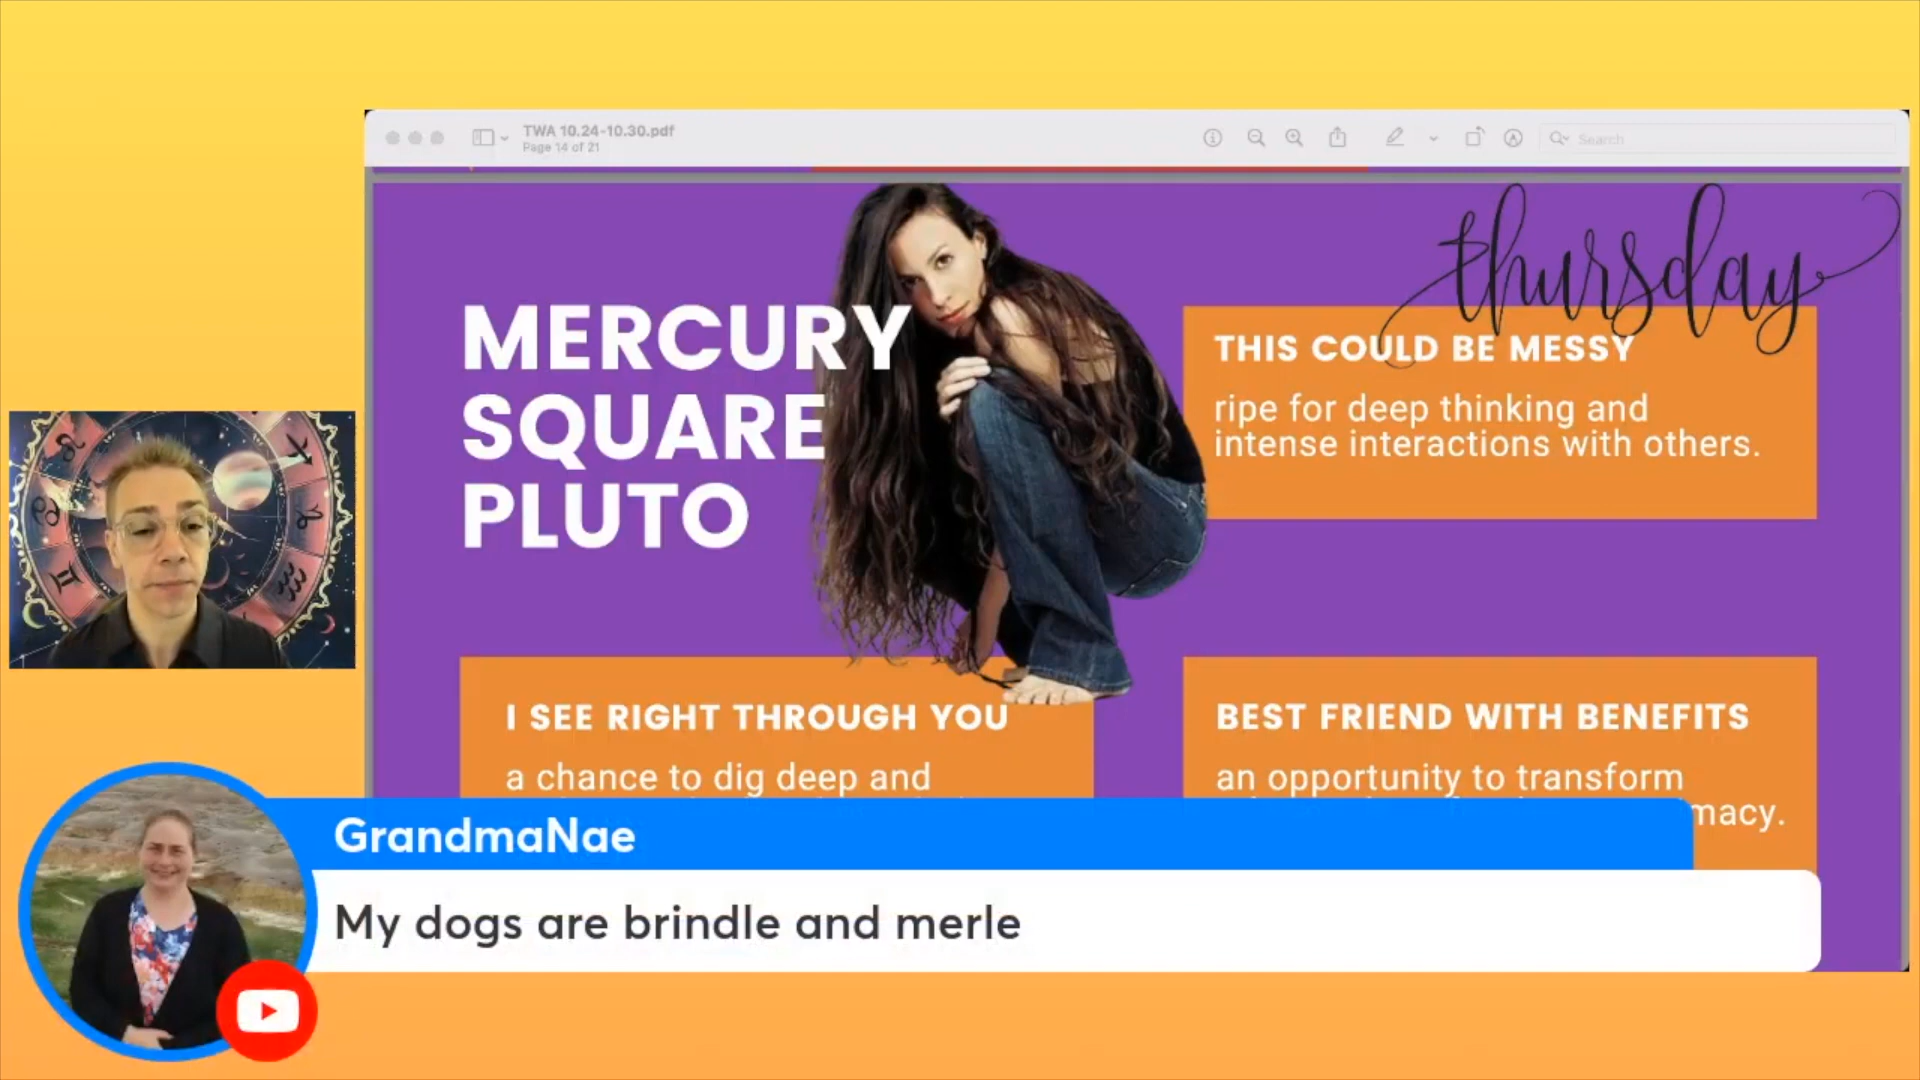 TWA 10.24-10.30.pdf
Page 14 of 21
Search
thursday
MERCURY
SQUARE
PLUTO
THIS COULD BE MESSY
ripe for deep thinking and
intense interactions with others.
I SEE RIGHT THROUGH YOU
a chance to dig deep and
BEST FRIEND WITH BENEFITS
an opportunity to transform
GrandmaNae
My dogs are brindle and merle